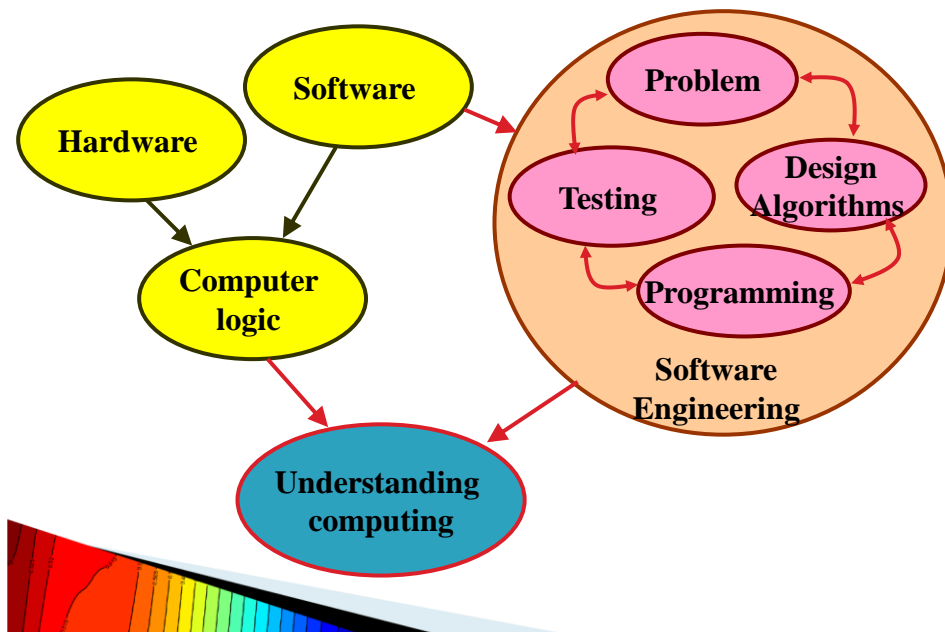 Software
Problem
Hardware
Testing
Design
Algorithms
Computer
logic
Programming
Software
Engineering
Understanding
computing